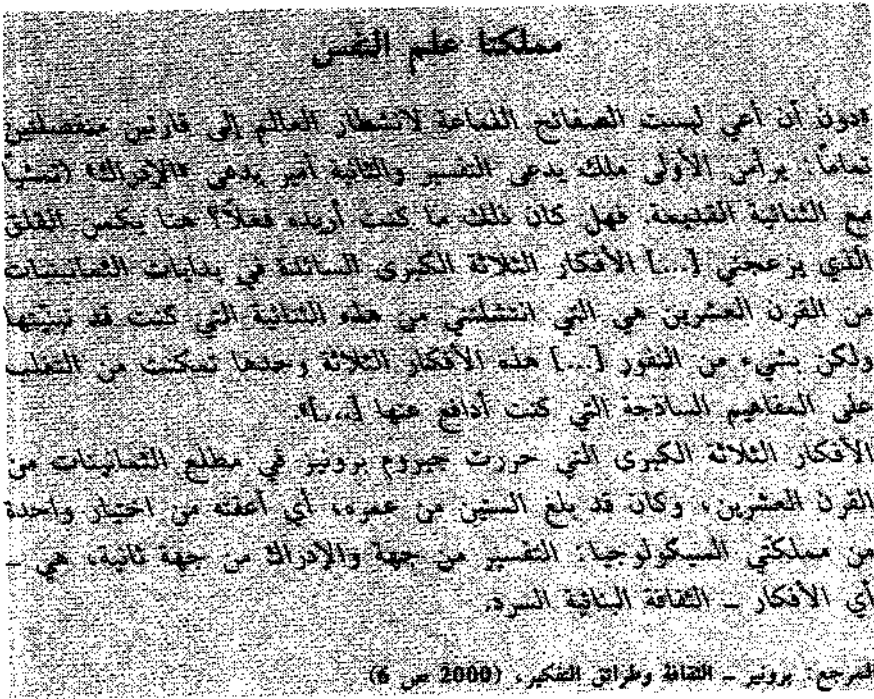 مملكتا علم النفس
«دون أن أعي لبست الصفائح اللماعة لانشطار العالم إلى قارتين منفصلتين
تماماً: يرأس الأولى ملك يدعى التفسير والثانية أمير يدعى «الإدراك» (تمشياً
مع الثنائية القديمة. فهل كان ذلك ما كنت أريده فعلاً؟ هنا يكمن القلق
الذي يزعجني [...] الأفكار الثلاثة الكبرى السائدة في بدايات الثمانينات
من القرن العشرين هي التي انتشلتني من هذه الثنائية التي كنت قد تبنيتها
ولكن بشيء من النفور [...] هذه الأفكار الثلاثة وحدها تمكنت من التغلب
على المفاهيم الساذجة التي كنت أدافع عنها [...]».
الأفكار الثلاثة الكبرى التي حررت جيروم برونير في مطلع الثمانينات من
القرن العشرين، وكان قد بلغ الستين من عمره، أي أعفته من اختيار واحدة
من مملكتي السيكولوجيا: التفسير من جهة والإدراك من جهة ثانية، هي _
أي الأفكار _ الثقافة البنائية السرد.
المرجع: برونير _ الثقافة وطرائق التفكير، (2000 ص 6)